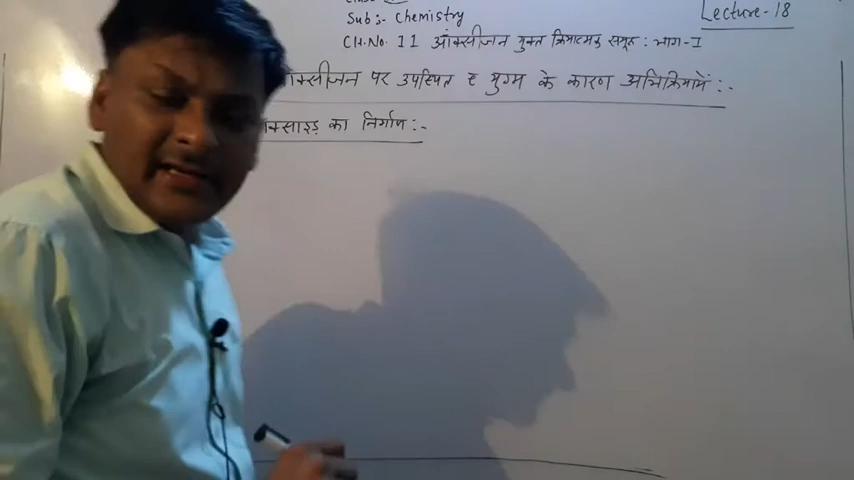 Sub:- Chemistry
Lecture-18
CH.No. 11 ऑक्सीजन युक्त क्रियात्मक समूह : भाग-I
क्सीजन पर उपस्थित e युग्म के कारण अभिक्रियायें :-
क्साइड का निर्माण :-